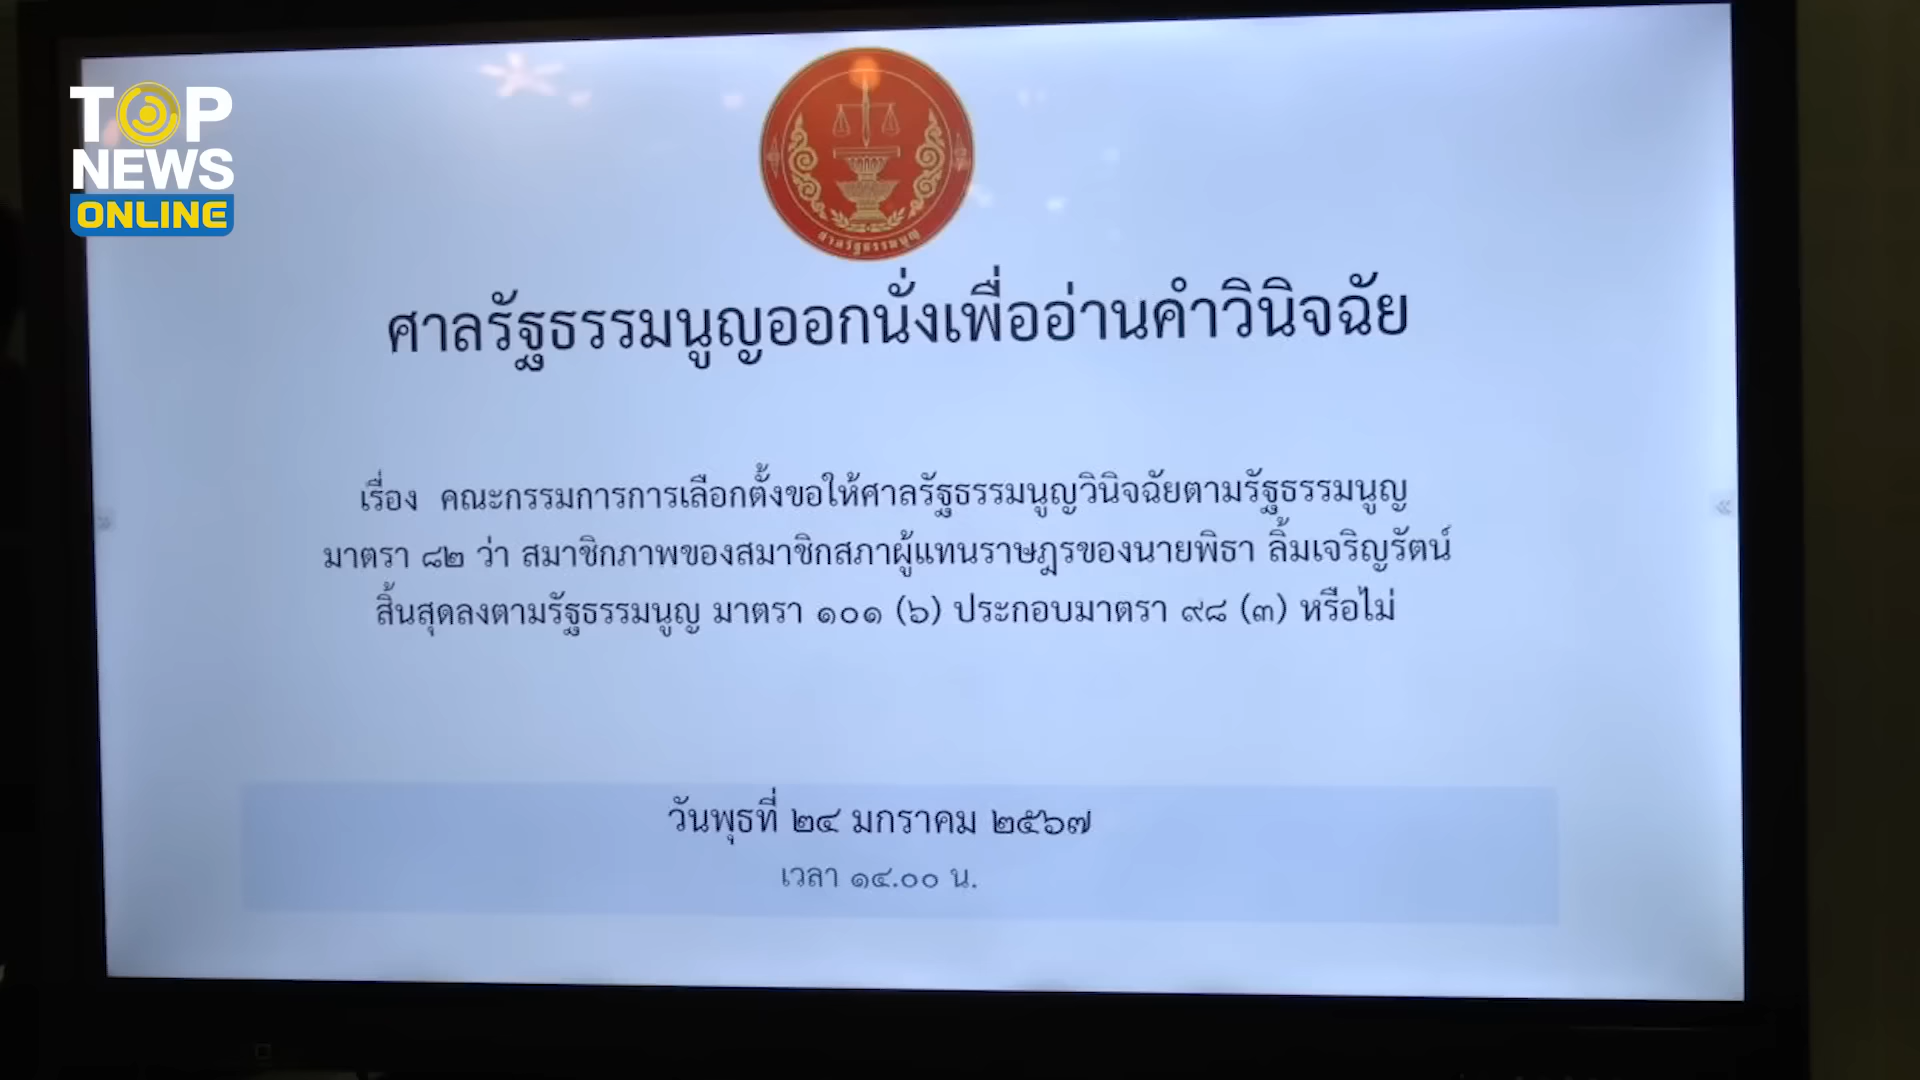 TOP
NEWS
ONLINE
ศาลรัฐธรรมนูญ
ศาลรัฐธรรมนูญออกนั่งเพื่ออ่านคำวินิจฉัย
เรื่อง คณะกรรมการการเลือกตั้งขอให้ศาลรัฐธรรมนูญวินิจฉัยตามรัฐธรรมนูญ
มาตรา ๘๒ ว่า สมาชิกภาพของสมาชิกสภาผู้แทนราษฎรของนายพิธา ลิ้มเจริญรัตน์
สิ้นสุดลงตามรัฐธรรมนูญ มาตรา ๑๐๑ (๖) ประกอบมาตรา ๙๘ (๓) หรือไม่
วันพุธที่ ๒๔ มกราคม ๒๕๖๗
เวลา ๑๔.๐๐ น.